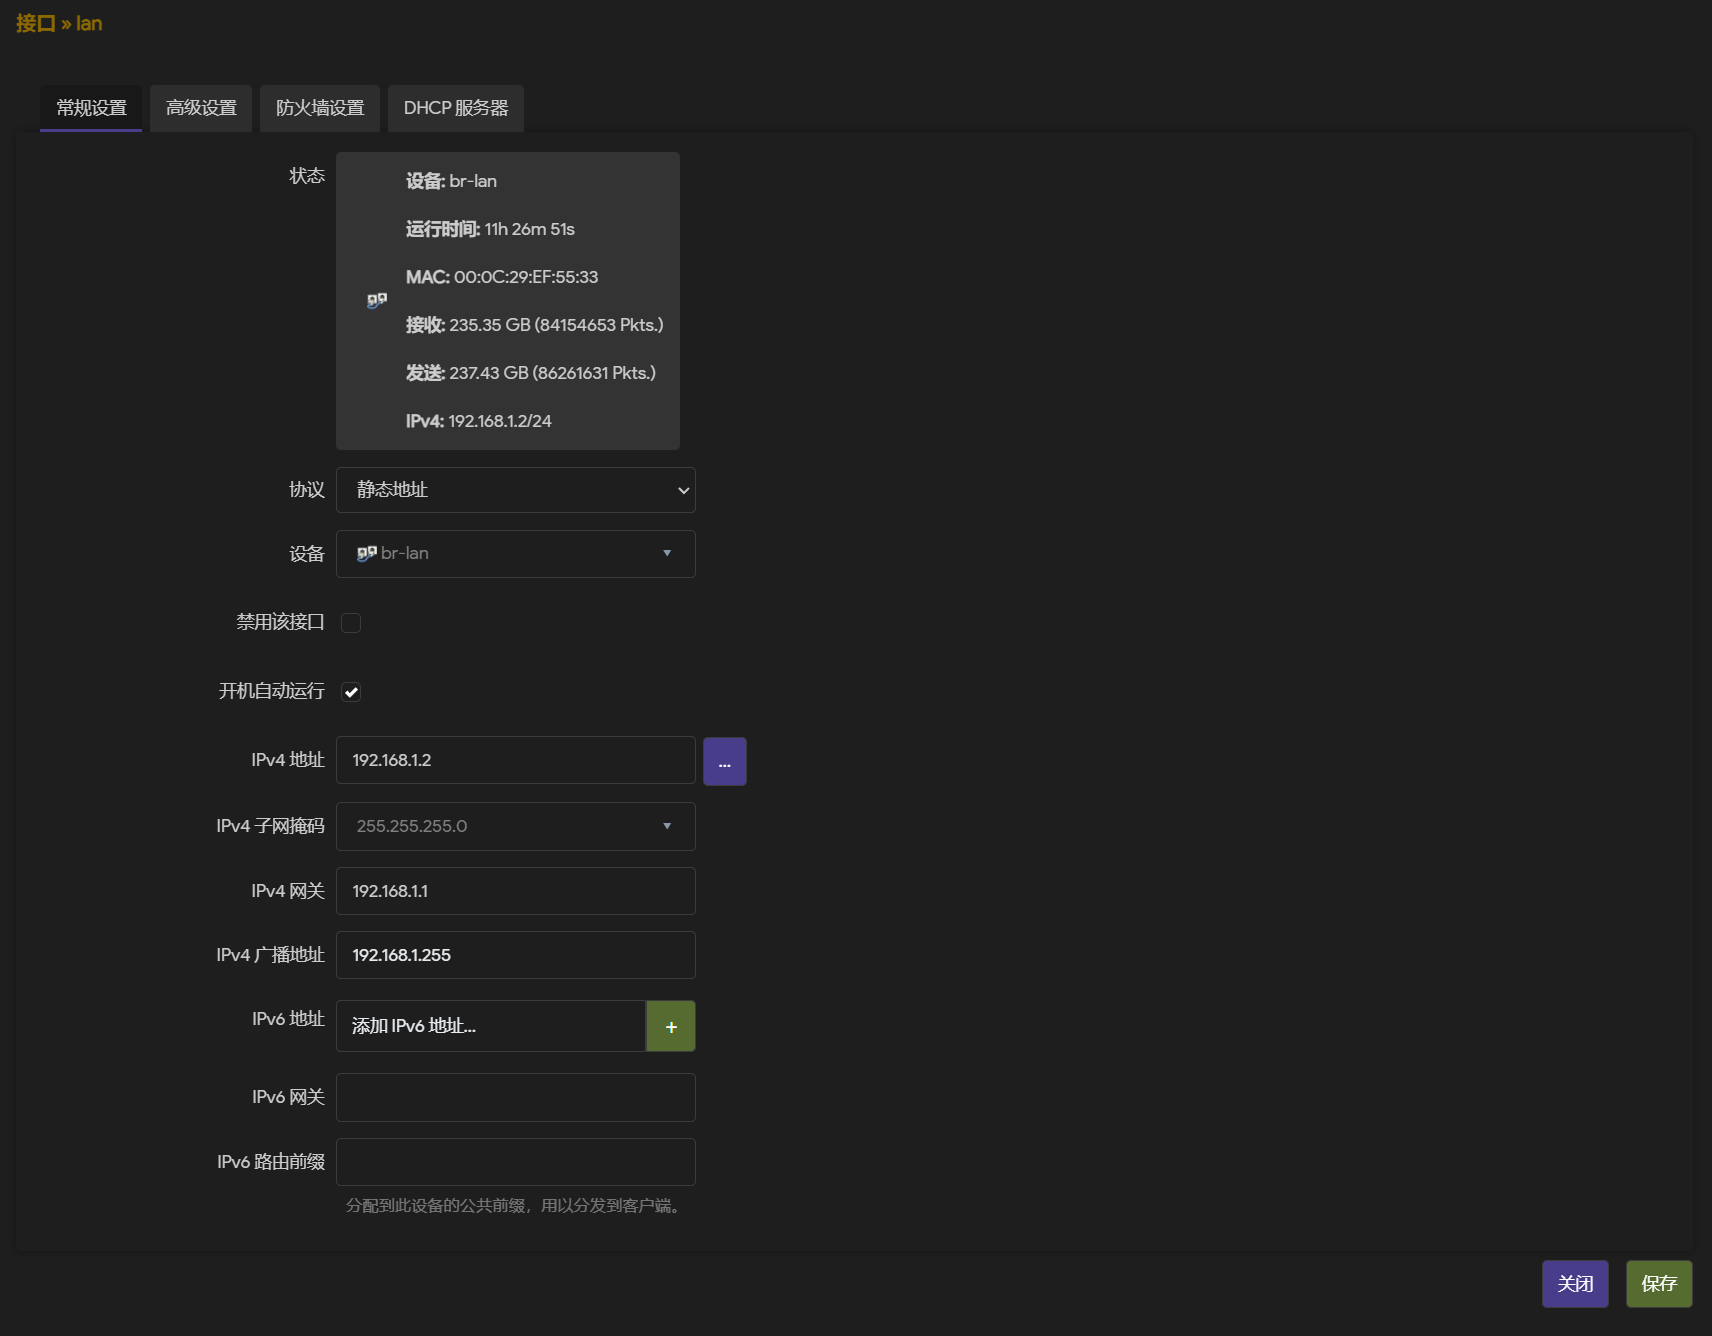 接口 » lan
常规设置
高级设置
防火墙设置
DHCP 服务器
状态
设备: br-lan
运行时间: 11h 26m 51s
MAC: 00:0C:29:EF:55:33
接收: 235.35 GB (84154653 Pkts.)
发送: 237.43 GB (86261631 Pkts.)
IPv4: 192.168.1.2/24
协议
静态地址
设备
br-lan
禁用该接口
开机自动运行
IPv4 地址
192.168.1.2
...
IPv4 子网掩码
255.255.255.0
IPv4 网关
192.168.1.1
IPv4 广播地址
192.168.1.255
IPv6 地址
添加 IPv6 地址...
+
IPv6 网关
IPv6 路由前缀
分配到此设备的公共前缀，用以分发到客户端。
关闭
保存